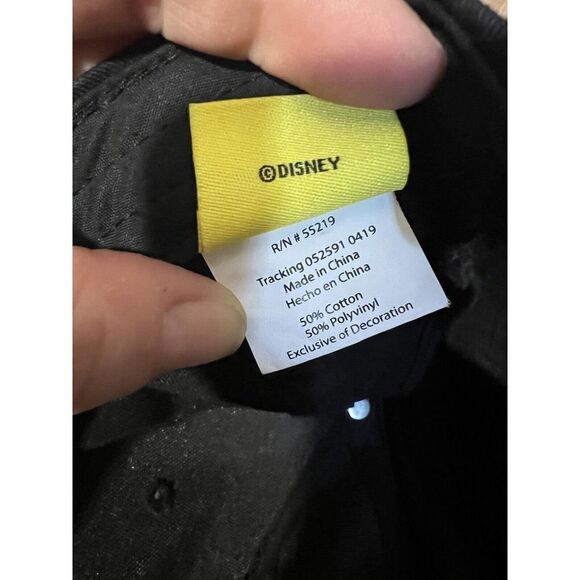 ©DISNEY
R/N # 55219
Tracking 052591 0419
Made in China
Hecho en China
50% Cotton
50% Polyvinyl
Exclusive of Decoration